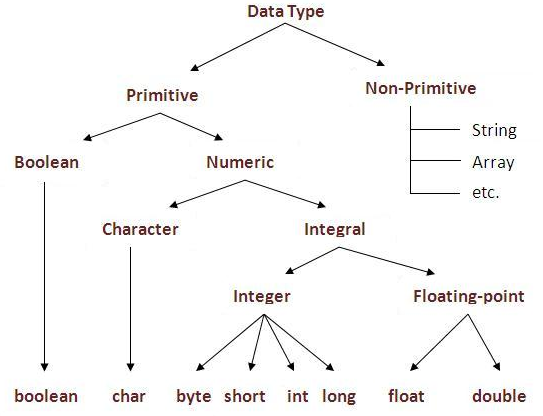 Data Type
Primitive
Non-Primitive
String
Array
etc.
Boolean
Numeric
Character
Integral
Integer
Floating-point
boolean
char
byte
short
int
long
float
double